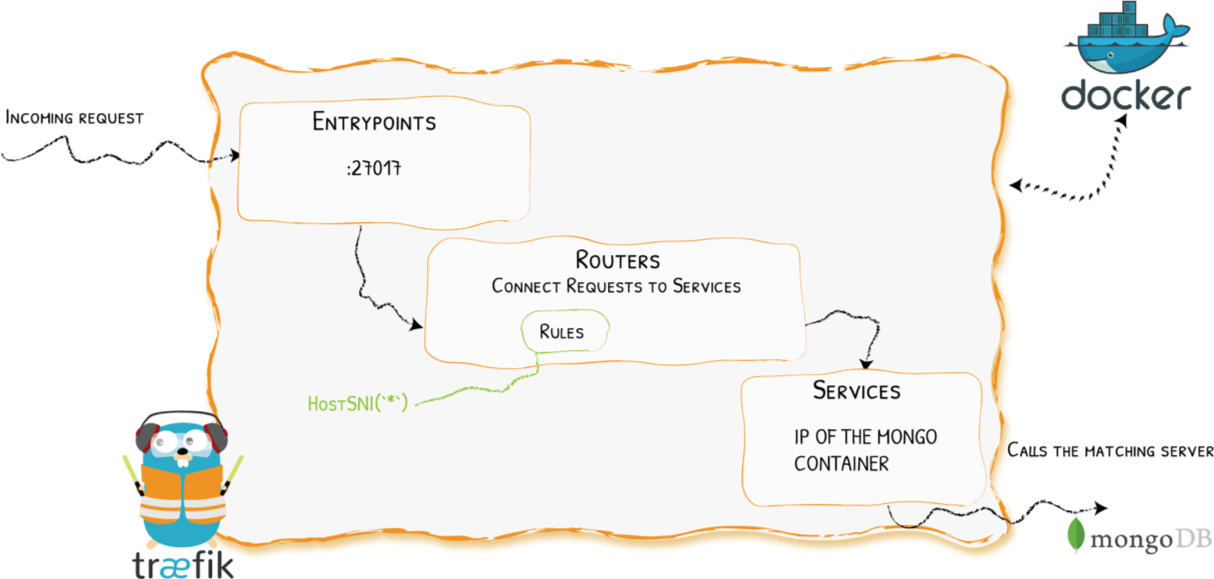 docker
INCOMING REQUEST
ENTRYPOINTS
:27017
ROUTERS
CONNECT REQUESTS TO SERVICES
RULES
HOSTSNI(`*`)
SERVICES
IP OF THE MONGO
CONTAINER
CALLS THE MATCHING SERVER
mongoDB
træfik